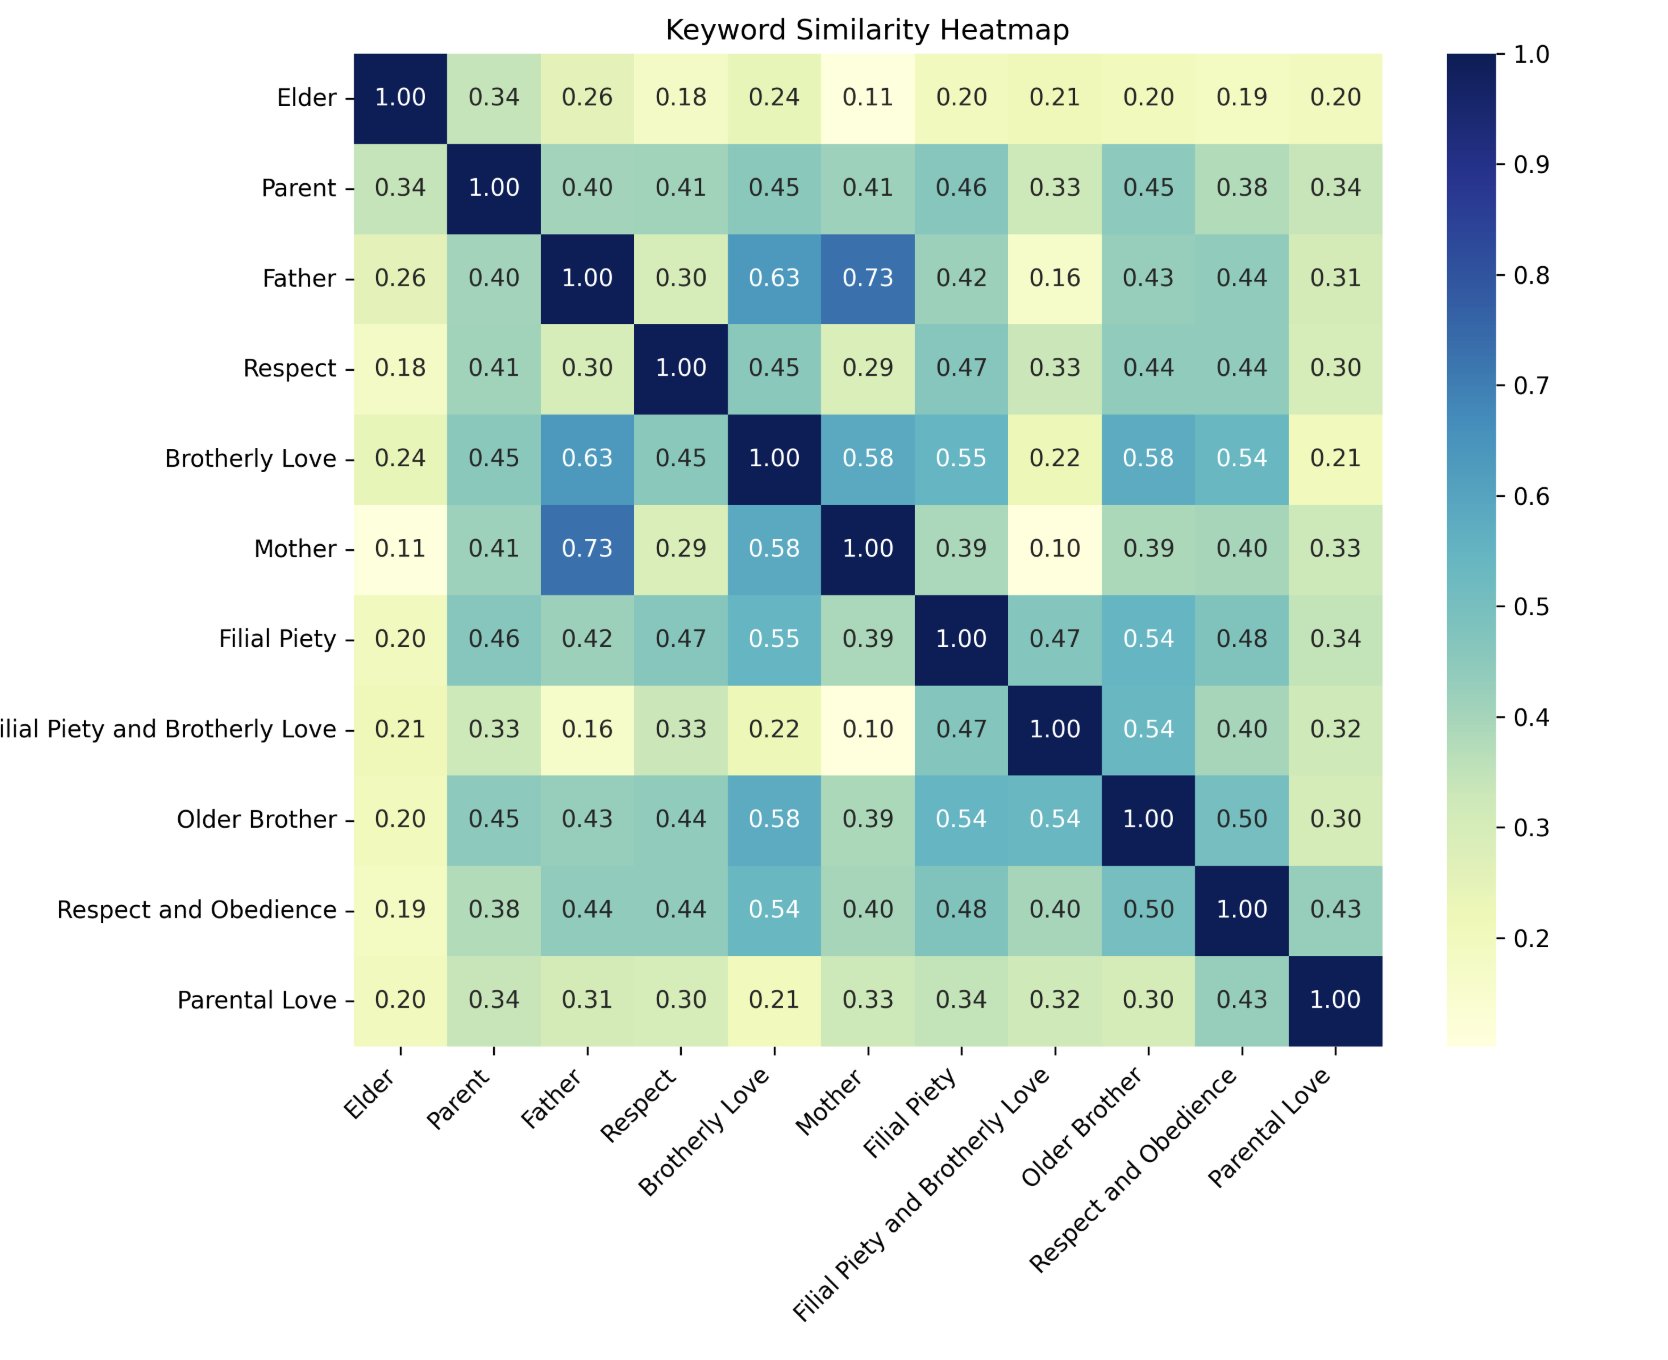 Keyword Similarity Heatmap
Elder 1.00 0.34 0.26 0.18 0.24 0.11 0.20 0.21 0.20 0.19 0.20
Parent 0.34 1.00 0.40 0.41 0.45 0.41 0.46 0.33 0.45 0.38 0.34
Father 0.26 0.40 1.00 0.30 0.63 0.73 0.42 0.16 0.43 0.44 0.31
Respect 0.18 0.41 0.30 1.00 0.45 0.29 0.47 0.33 0.44 0.44 0.30
Brotherly Love 0.24 0.45 0.63 0.45 1.00 0.58 0.55 0.22 0.58 0.54 0.21
Mother 0.11 0.41 0.73 0.29 0.58 1.00 0.39 0.10 0.39 0.40 0.33
Filial Piety 0.20 0.46 0.42 0.47 0.55 0.39 1.00 0.47 0.54 0.48 0.34
ilial Piety and Brotherly Love 0.21 0.33 0.16 0.33 0.22 0.10 0.47 1.00 0.54 0.40 0.32
Older Brother 0.20 0.45 0.43 0.44 0.58 0.39 0.54 0.54 1.00 0.50 0.30
Respect and Obedience 0.19 0.38 0.44 0.44 0.54 0.40 0.48 0.40 0.50 1.00 0.43
Parental Love 0.20 0.34 0.31 0.30 0.21 0.33 0.34 0.32 0.30 0.43 1.00
Elder
Parent
Father
Respect
Brotherly Love
Mother
Filial Piety
Filial Piety and Brotherly Love
Older Brother
Respect and Obedience
Parental Love
1.0
0.9
0.8
0.7
0.6
0.5
0.4
0.3
0.2